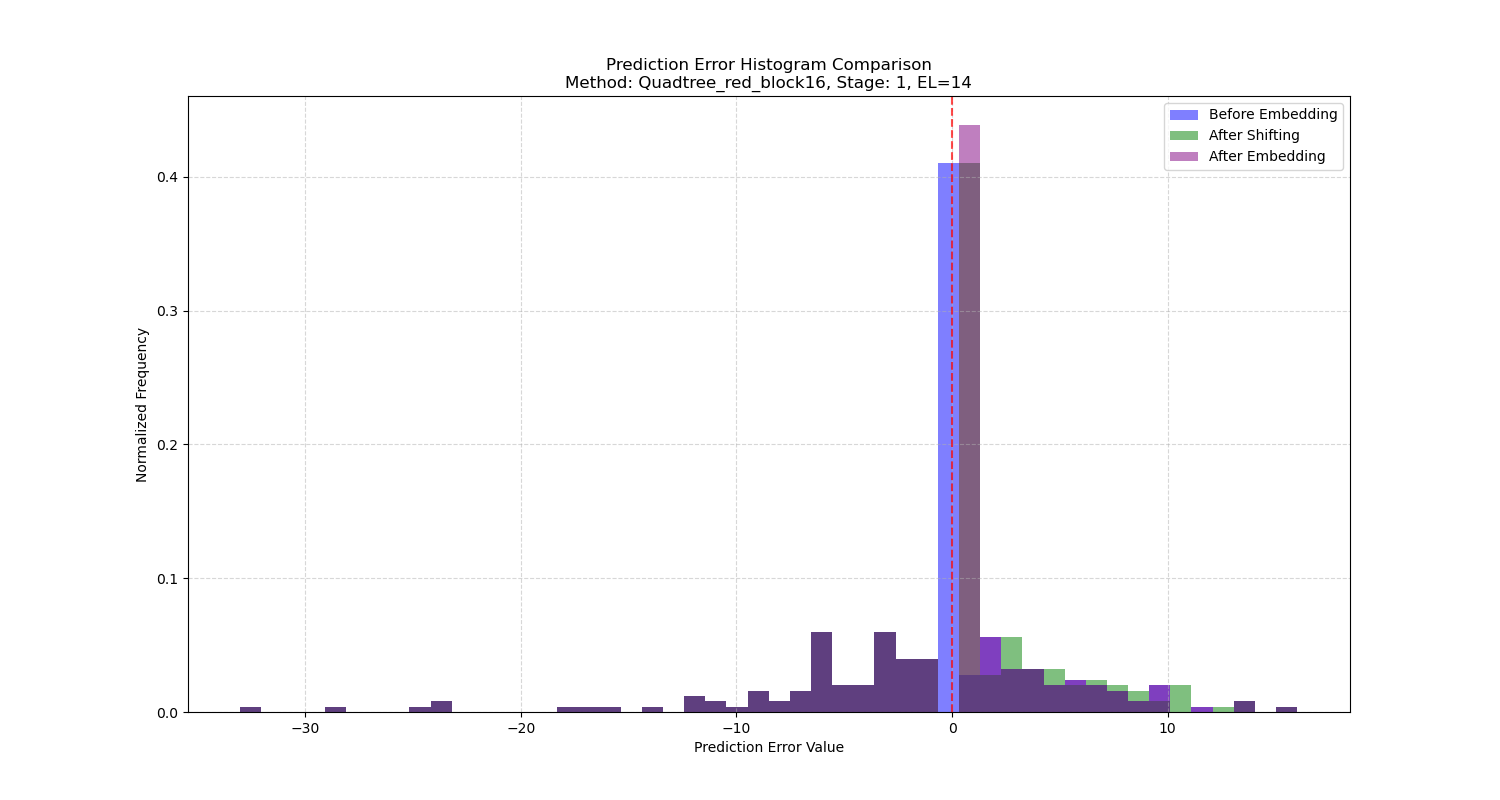 Prediction Error Histogram Comparison
Method: Quadtree_red_block16, Stage: 1, EL=14
Before Embedding
After Shifting
After Embedding
Normalized Frequency
0.4
0.3
0.2
0.1
0.0
−30
−20
−10
0
10
Prediction Error Value